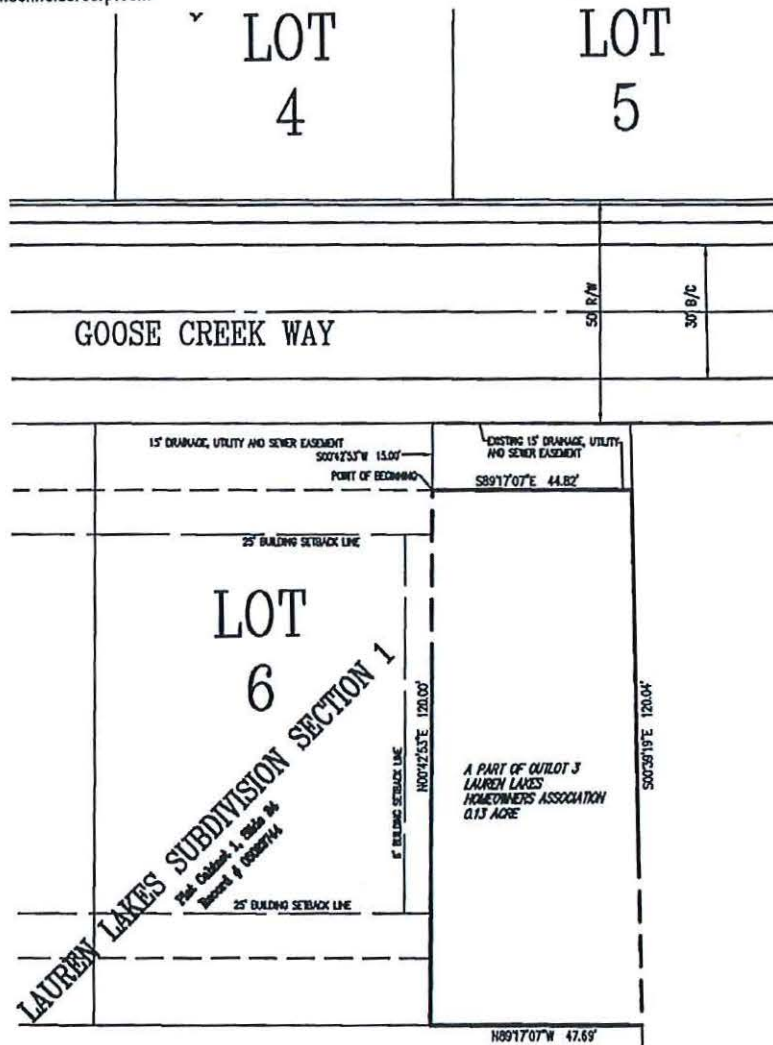 LOT
4
LOT
5
50' R/W
30' B/C
GOOSE CREEK WAY
15' DRAINAGE, UTILITY AND SEWER EASEMENT
S00°42'53"W 15.00'
POINT OF BEGINNING
EXISTING 15' DRAINAGE, UTILITY
AND SEWER EASEMENT
S89°17'07"E 44.82'
25' BUILDING SETBACK LINE
LOT
6
LAUREN LAKES SUBDIVISION SECTION 1
Plat Cabinet 1, Slide
Record #
BUILDING SETBACK LINE
N00°42'53"E 120.00'
A PART OF OUTLOT 3
LAUREN LAKES
HOMEOWNERS ASSOCIATION
0.13 ACRE
S00°39'19"E 120.04'
25' BUILDING SETBACK LINE
N89°17'07"W 47.69'